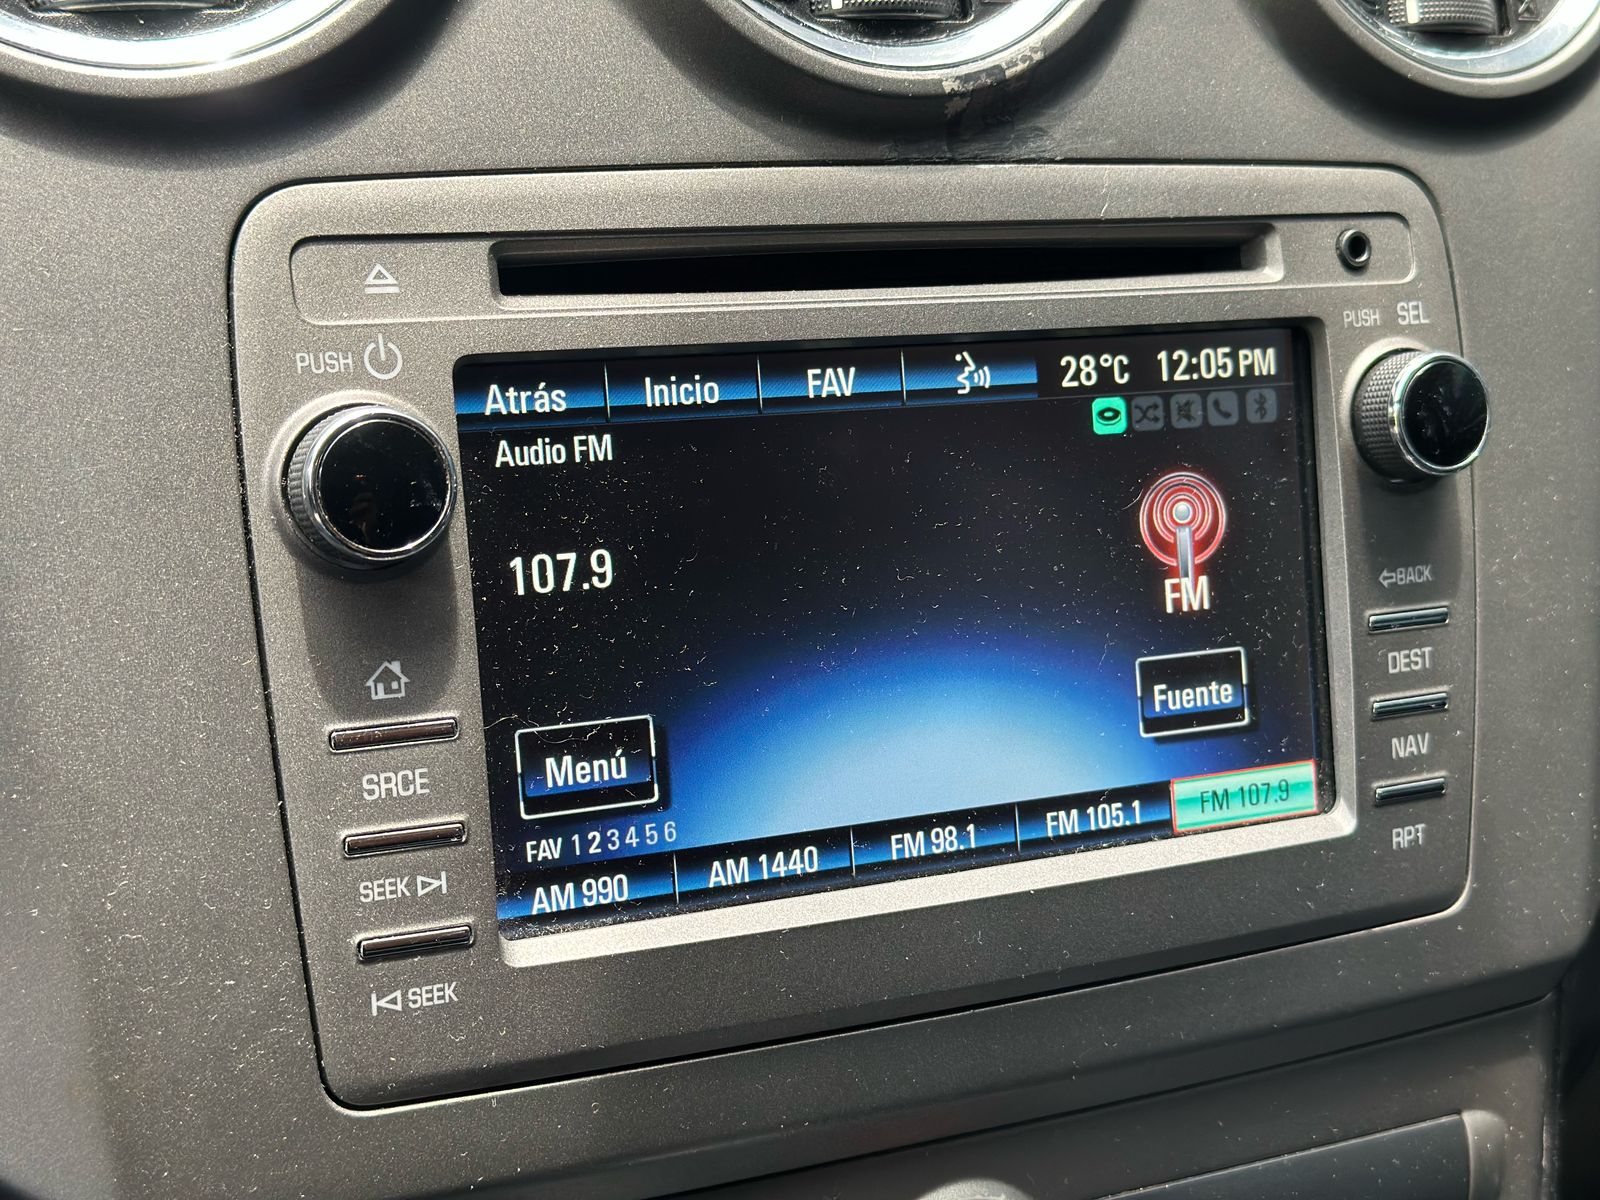 PUSH
PUSH SEL
Atrás Inicio FAV 28°C 12:05 PM
Audio FM
107.9
FM
BACK
DEST
Fuente
NAV
Menú
SRCE
FAV 1 2 3 4 5 6
AM 990 AM 1440 FM 98.1 FM 105.1 FM 107.9
RPT
SEEK
SEEK